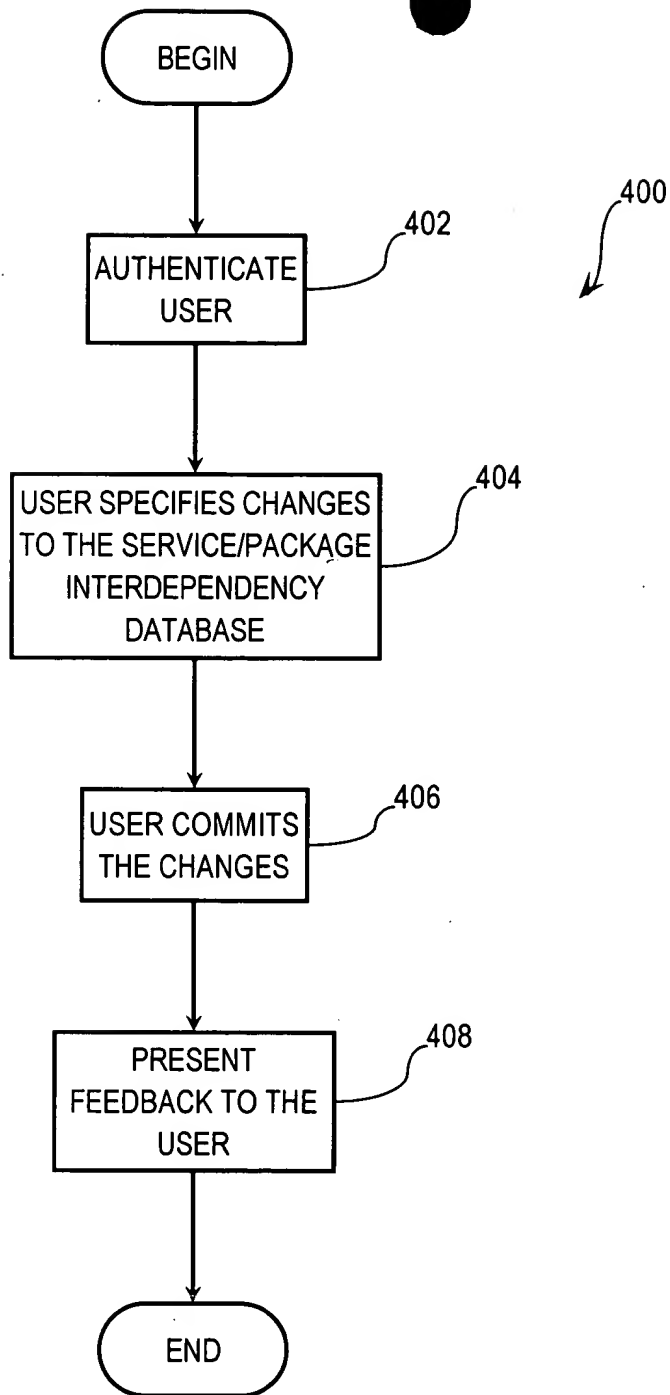 BEGIN
400
402
AUTHENTICATE
USER
404
USER SPECIFIES CHANGES
TO THE SERVICE/PACKAGE
INTERDEPENDENCY
DATABASE
406
USER COMMITS
THE CHANGES
408
PRESENT
FEEDBACK TO THE
USER
END